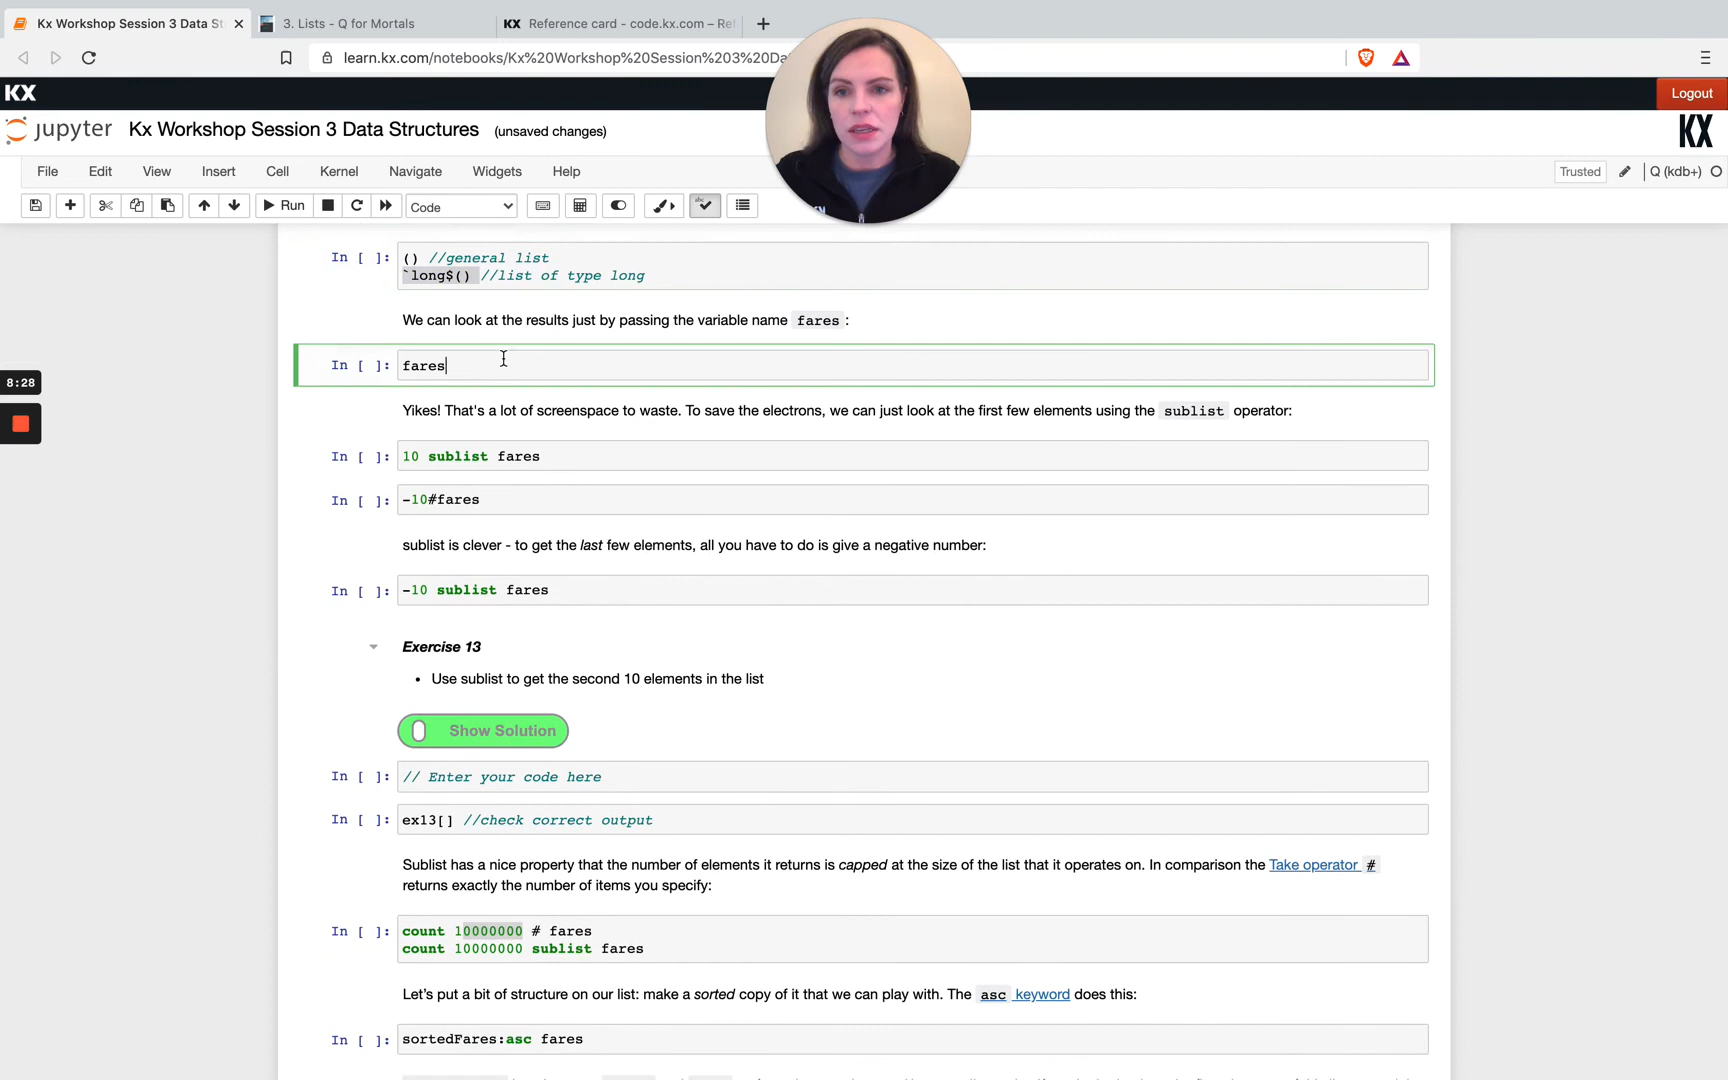 Kx Workshop Session 3 Data St
3. Lists - Q for Mortals
KX Reference card - code.kx.com – Ref
learn.kx.com/notebooks/Kx%20Workshop%20Session%203%20Da
KX
Logout
jupyter Kx Workshop Session 3 Data Structures (unsaved changes)
KX
File Edit View Insert Cell Kernel Navigate Widgets Help
Trusted Q (kdb+)
Run Code
In [ ]: () //general list
`long$() //list of type long
We can look at the results just by passing the variable name fares :
In [ ]: fares
8:28
Yikes! That's a lot of screenspace to waste. To save the electrons, we can just look at the first few elements using the sublist operator:
In [ ]: 10 sublist fares
In [ ]: -10#fares
sublist is clever - to get the last few elements, all you have to do is give a negative number:
In [ ]: -10 sublist fares
Exercise 13
• Use sublist to get the second 10 elements in the list
Show Solution
In [ ]: // Enter your code here
In [ ]: ex13[] //check correct output
Sublist has a nice property that the number of elements it returns is capped at the size of the list that it operates on. In comparison the Take operator #
returns exactly the number of items you specify:
In [ ]: count 10000000 # fares
count 10000000 sublist fares
Let's put a bit of structure on our list: make a sorted copy of it that we can play with. The asc keyword does this:
In [ ]: sortedFares:asc fares